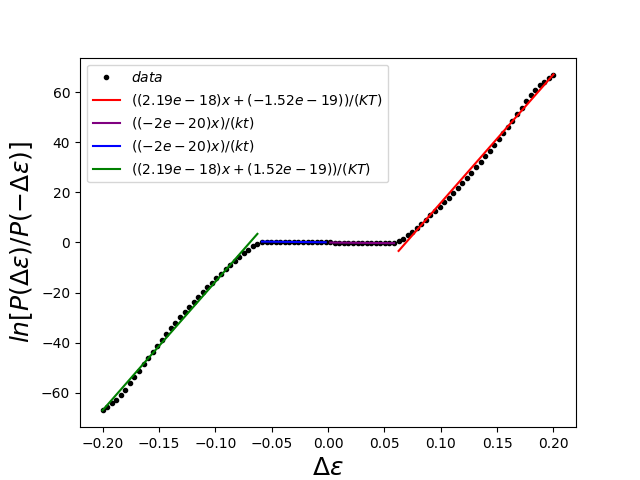 data
((2.19e − 18)x + (−1.52e − 19))/(KT)
((−2e − 20)x)/(kt)
((−2e − 20)x)/(kt)
((2.19e − 18)x + (1.52e − 19))/(KT)
ln[P(Δε)/P(−Δε)]
60
40
20
0
−20
−40
−60
−0.20 −0.15 −0.10 −0.05 0.00 0.05 0.10 0.15 0.20
Δε